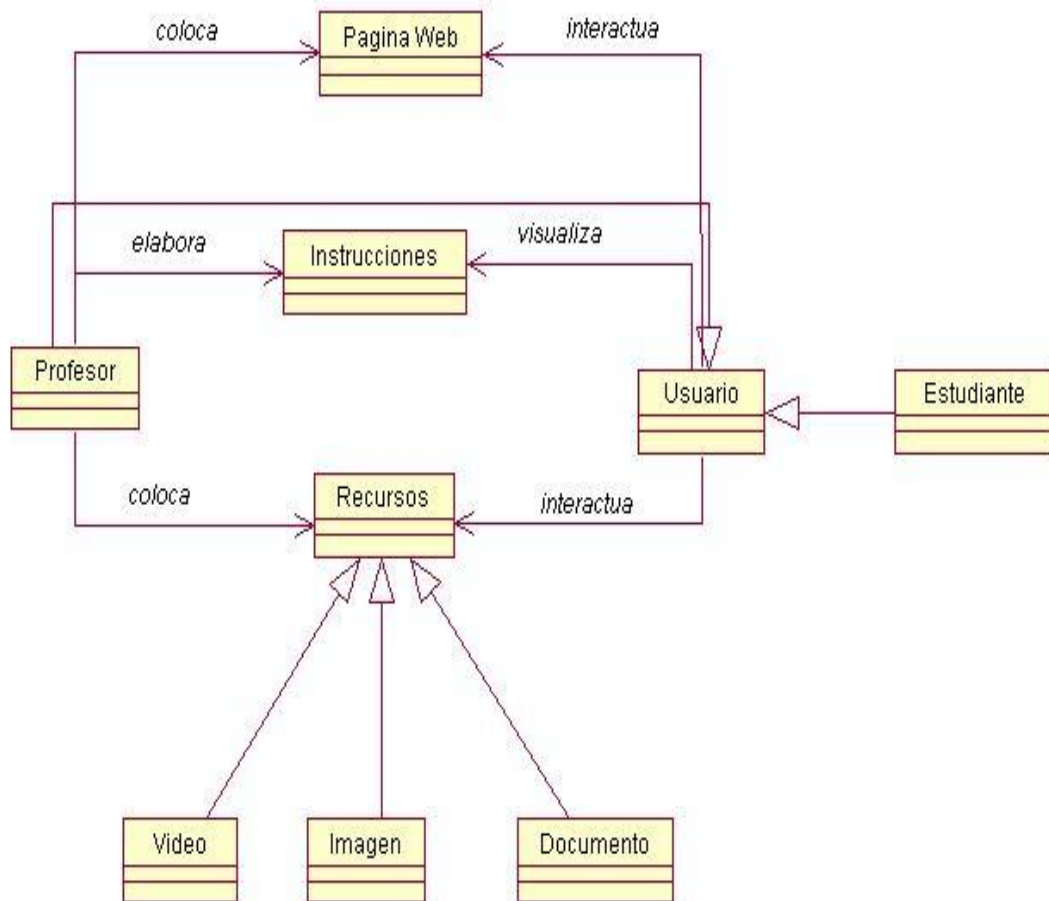 coloca
Pagina Web
interactua
elabora
Instrucciones
visualiza
Profesor
Usuario
Estudiante
coloca
Recursos
interactua
Video
Imagen
Documento